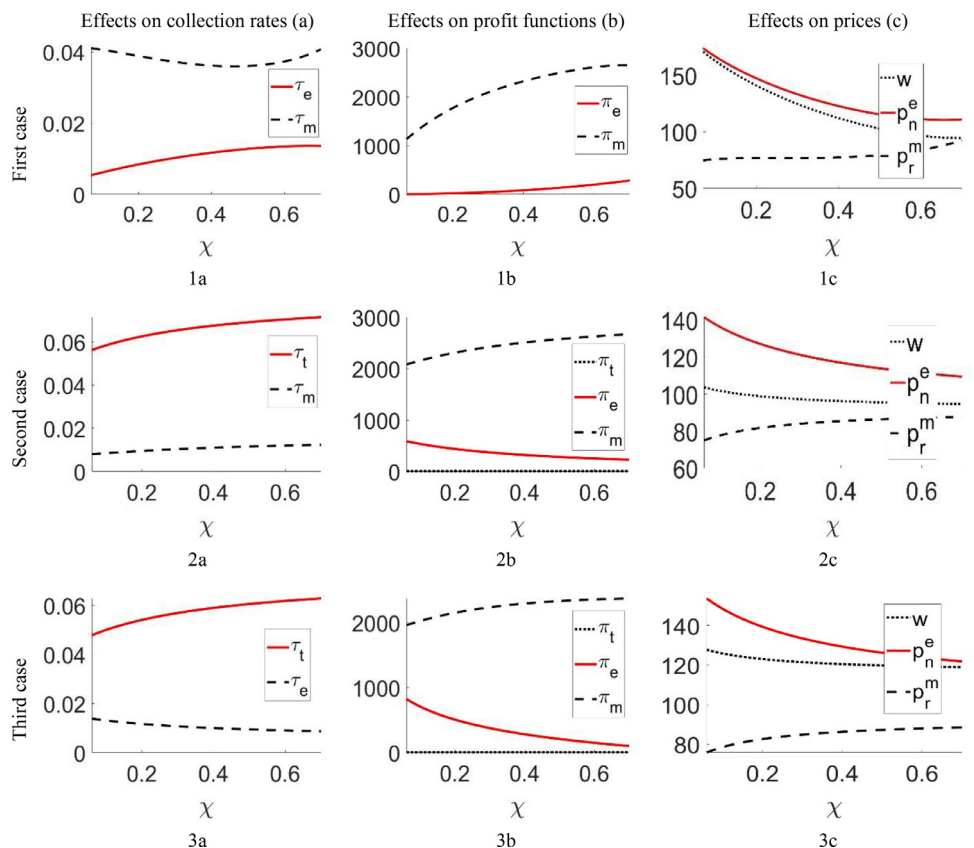 Effects on collection rates (a)
Effects on profit functions (b)
Effects on prices (c)
First case
0.04
0.02
0
0.2 0.4 0.6
χ
τe
τm
1a
3000
2000
1000
0
0.2 0.4 0.6
χ
πe
πm
1b
150
100
50
0.2 0.4 0.6
χ
w
p_n^e
p_r^m
1c
Second case
0.06
0.04
0.02
0
0.2 0.4 0.6
χ
τt
τm
2a
3000
2000
1000
0
0.2 0.4 0.6
χ
πt
πe
πm
2b
140
120
100
80
60
0.2 0.4 0.6
χ
w
p_n^e
p_r^m
2c
Third case
0.06
0.04
0.02
0
0.2 0.4 0.6
χ
τt
τe
3a
2000
1000
0
0.2 0.4 0.6
χ
πt
πe
πm
3b
140
120
100
80
0.2 0.4 0.6
χ
w
p_n^e
p_r^m
3c